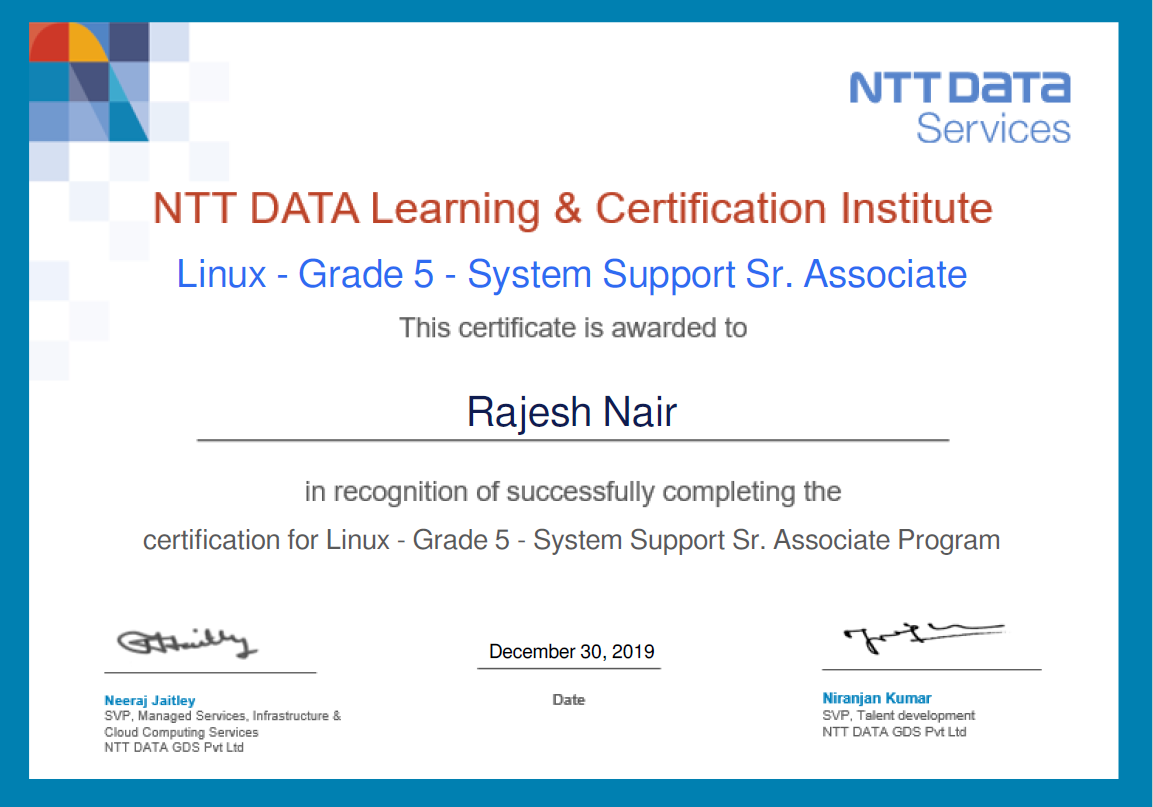 NTT DATA
Services
NTT DATA Learning & Certification Institute
Linux - Grade 5 - System Support Sr. Associate
This certificate is awarded to
Rajesh Nair
in recognition of successfully completing the
certification for Linux - Grade 5 - System Support Sr. Associate Program
December 30, 2019
Date
Neeraj Jaitley
SVP, Managed Services, Infrastructure &
Cloud Computing Services
NTT DATA GDS Pvt Ltd
Niranjan Kumar
SVP, Talent development
NTT DATA GDS Pvt Ltd